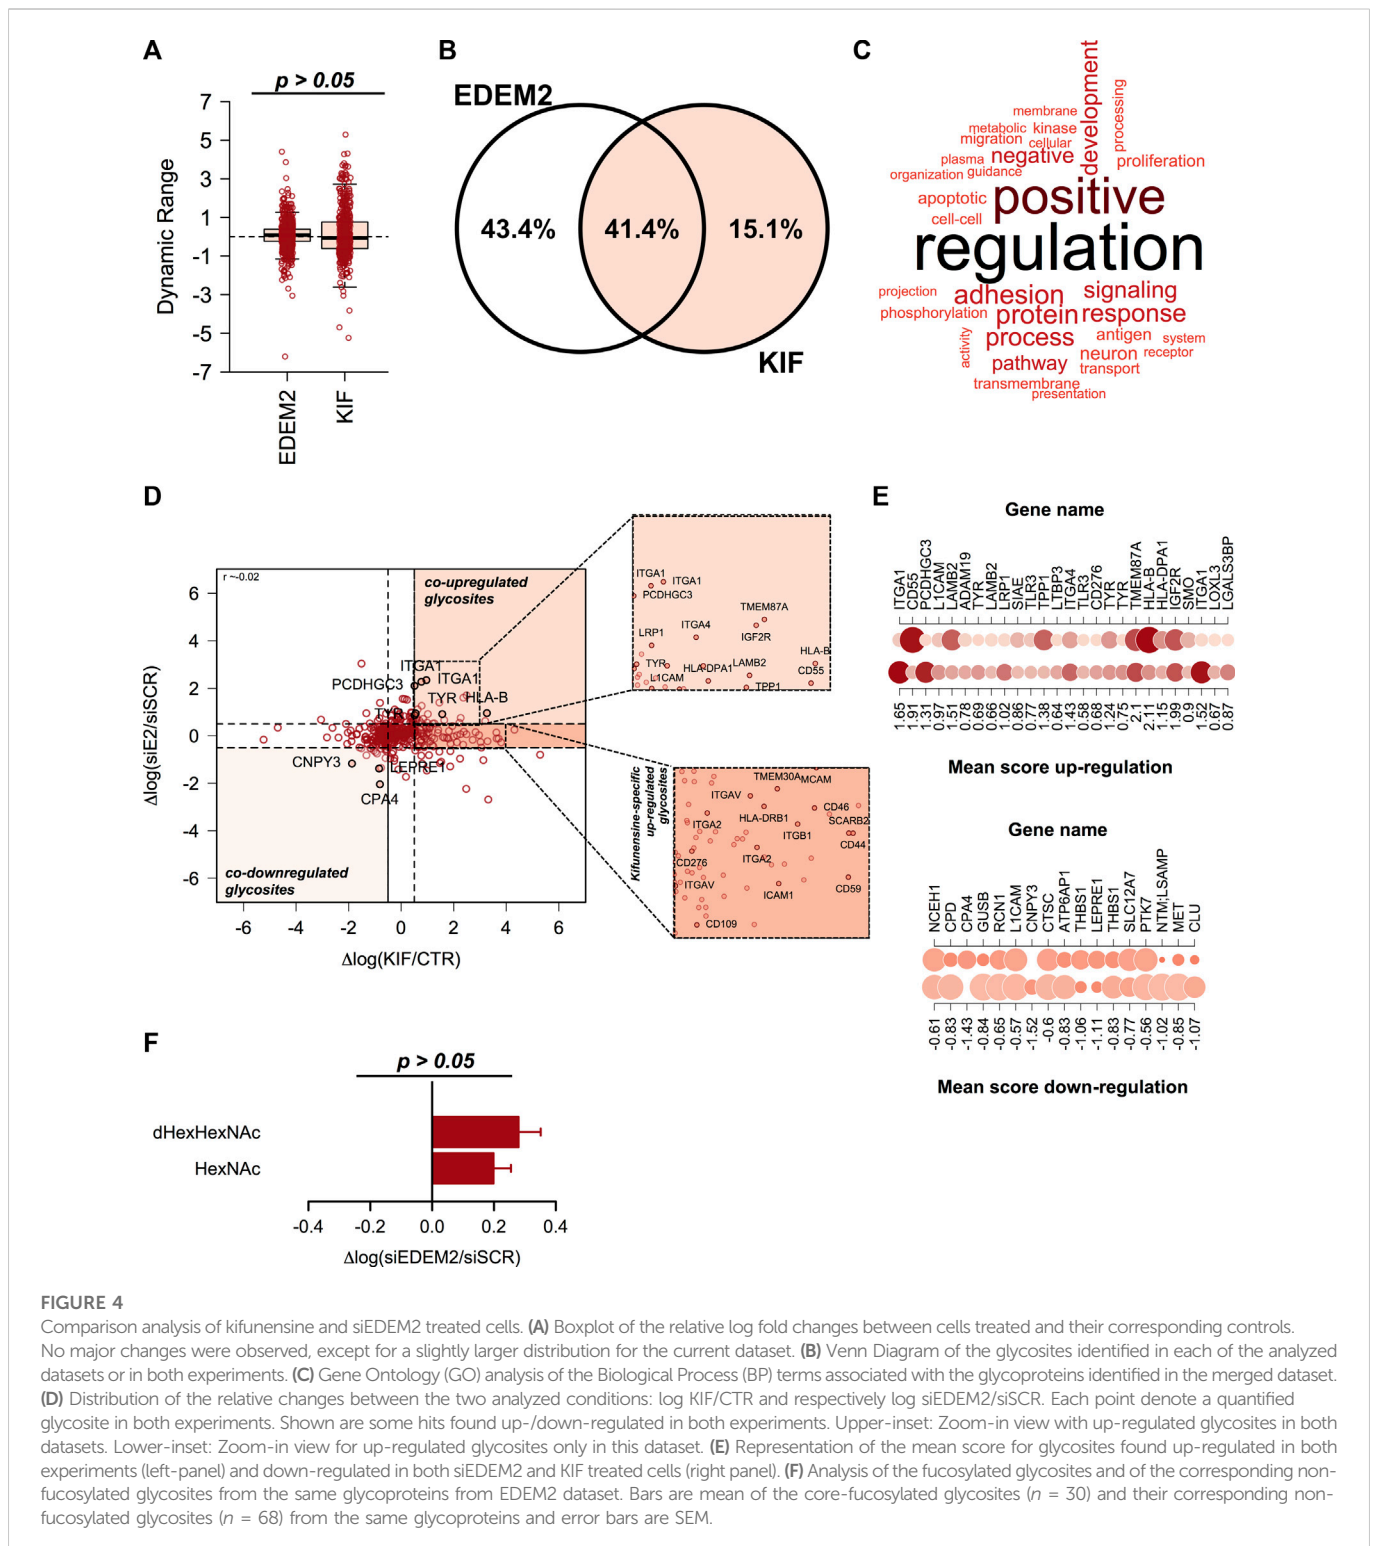 A
p > 0.05
Dynamic Range
7
5
3
1
-1
-3
-5
-7
EDEM2
KIF
B
EDEM2
43.4%
41.4%
15.1%
KIF
C
development
processing
membrane
metabolic
kinase
migration
cellular
plasma
negative
proliferation
organization
guidance
apoptotic
positive
cell-cell
regulation
projection
adhesion
signaling
phosphorylation
protein
response
activity
process
antigen
system
neuron
receptor
pathway
transport
transmembrane
presentation
D
r ~-0.02
co-upregulated
glycosites
ITGA1
ITGA1
PCDHGC3
TYR
HLA-B
TYR
CNPY3
LEPRE1
CPA4
co-downregulated
glycosites
Δlog(siE2/siSCR)
6
4
2
0
-2
-4
-6
-6
-4
-2
0
2
4
6
Δlog(KIF/CTR)
ITGA1
ITGA1
PCDHGC3
TMEM87A
ITGA4
IGF2R
LRP1
HLA-B
TYR
HLA-DPA1
LAMB2
CD55
L1CAM
TPP1
Kifunensine-specific
up-regulated
glycosites
TMEM30A
MCAM
ITGAV
CD46
ITGA2
HLA-DRB1
SCARB2
ITGB1
CD44
CD276
ITGA2
ITGAV
ICAM1
CD59
CD109
E
Gene name
ITGA1
CD55
PCDHGC3
L1CAM
LAMB2
ADAM19
TYR
LAMB2
LRP1
SIAE
TLR3
TPP1
LTBP3
ITGA4
TLR3
CD276
TYR
TYR
TMEM87A
HLA-B
HLA-DPA1
IGF2R
SMO
ITGA1
LOXL3
LGALS3BP
1.65
1.91
1.31
0.97
1.51
0.78
0.69
0.66
1.02
0.86
0.77
1.38
0.64
1.43
0.58
0.68
1.24
0.75
2.1
2.11
1.15
1.99
0.9
1.52
0.67
0.87
Mean score up-regulation
Gene name
NCEH1
CPD
CPA4
GUSB
RCN1
L1CAM
CNPY3
CTSC
ATP6AP1
THBS1
LEPRE1
THBS1
SLC12A7
PTK7
NTM;LSAMP
MET
CLU
-0.61
-0.83
-1.43
-0.84
-0.65
-0.57
-1.52
-0.6
-0.83
-1.06
-1.11
-0.83
-0.77
-0.56
-1.02
-0.85
-1.07
Mean score down-regulation
F
p > 0.05
dHexHexNAc
HexNAc
-0.4
-0.2
0.0
0.2
0.4
Δlog(siEDEM2/siSCR)
FIGURE 4
Comparison analysis of kifunensine and siEDEM2 treated cells. (A) Boxplot of the relative log fold changes between cells treated and their corresponding controls.
No major changes were observed, except for a slightly larger distribution for the current dataset. (B) Venn Diagram of the glycosites identified in each of the analyzed
datasets or in both experiments. (C) Gene Ontology (GO) analysis of the Biological Process (BP) terms associated with the glycoproteins identified in the merged dataset.
(D) Distribution of the relative changes between the two analyzed conditions: log KIF/CTR and respectively log siEDEM2/siSCR. Each point denote a quantified
glycosite in both experiments. Shown are some hits found up-/down-regulated in both experiments. Upper-inset: Zoom-in view with up-regulated glycosites in both
datasets. Lower-inset: Zoom-in view for up-regulated glycosites only in this dataset. (E) Representation of the mean score for glycosites found up-regulated in both
experiments (left-panel) and down-regulated in both siEDEM2 and KIF treated cells (right panel). (F) Analysis of the fucosylated glycosites and of the corresponding non-
fucosylated glycosites from the same glycoproteins from EDEM2 dataset. Bars are mean of the core-fucosylated glycosites (n = 30) and their corresponding non-
fucosylated glycosites (n = 68) from the same glycoproteins and error bars are SEM.